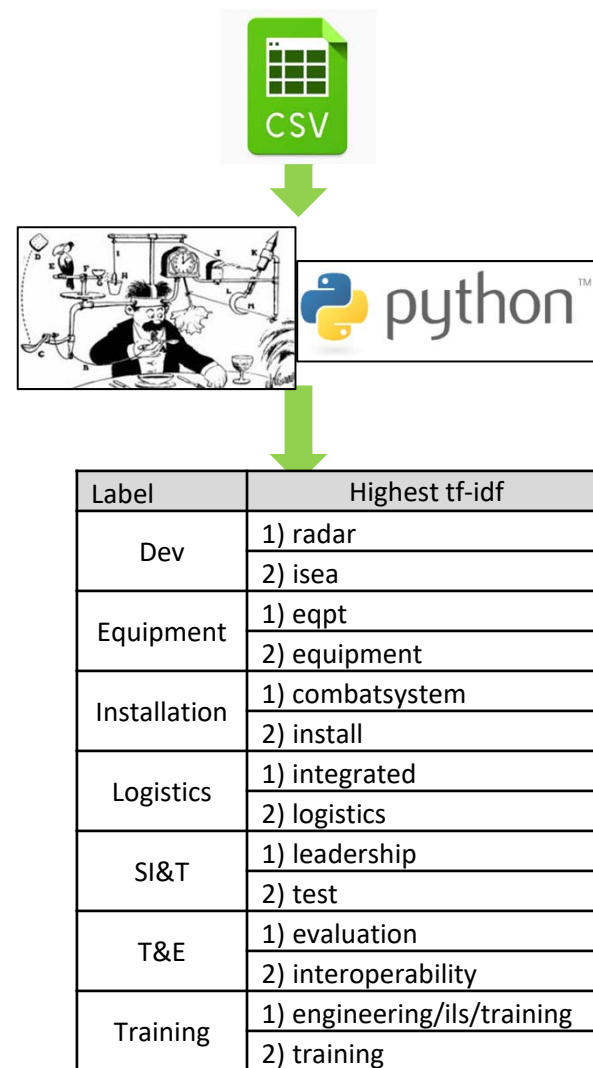 CSV
D
E
F
H
I
J
K
L
M
C
B
python™
Label Highest tf-idf
Dev
1) radar
2) isea
Equipment
1) eqpt
2) equipment
Installation
1) combatsystem
2) install
Logistics
1) integrated
2) logistics
SI&T
1) leadership
2) test
T&E
1) evaluation
2) interoperability
Training
1) engineering/ils/training
2) training